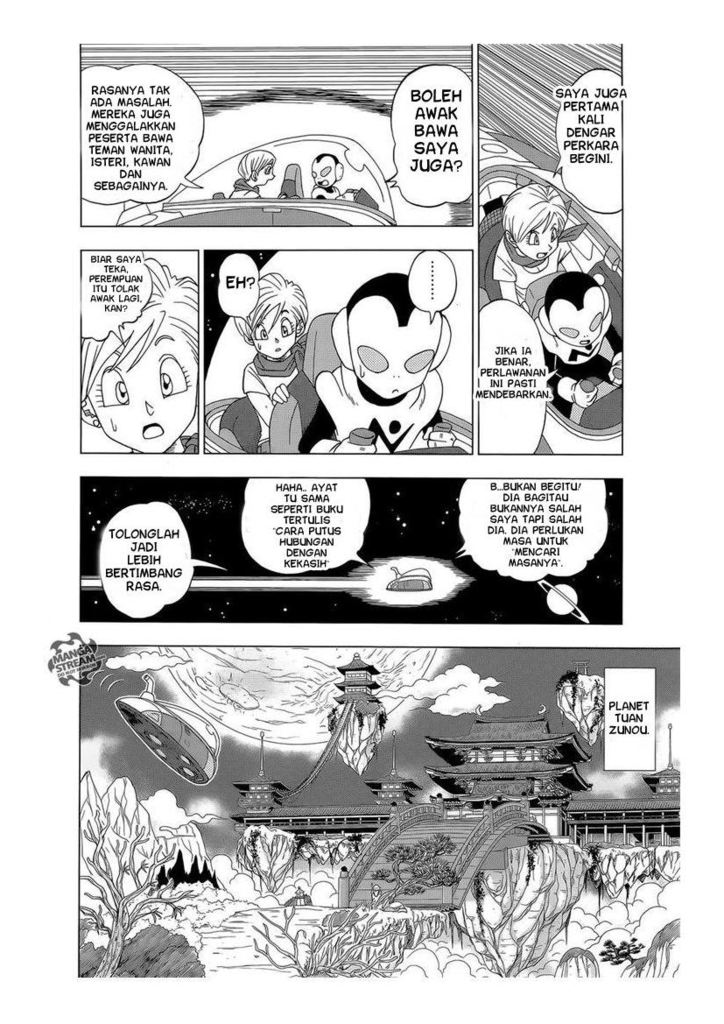 SAYA JUGA
PERTAMA
KALI
DENGAR
PERKARA
BEGINI.
BOLEH
AWAK
BAWA
SAYA
JUGA?
RASANYA TAK
ADA MASALAH.
MEREKA JUGA
MENGGALAKKAN
PESERTA BAWA
TEMAN WANITA,
ISTERI, KAWAN
DAN
SEBAGAINYA.
JIKA IA
BENAR,
PERLAWANAN
INI PASTI
MENDEBARKAN.
........
EH?
BIAR SAYA
TEKA,
PEREMPUAN
ITU TOLAK
AWAK LAGI,
KAN?
B...BUKAN BEGITU!
DIA BAGITAU
BUKANNYA SALAH
SAYA TAPI SALAH
DIA. DIA PERLUKAN
MASA UNTUK
"MENCARI
MASANYA".
HAHA.. AYAT
TU SAMA
SEPERTI BUKU
TERTULIS
"CARA PUTUS
HUBUNGAN
DENGAN
KEKASIH"
TOLONGLAH
JADI
LEBIH
BERTIMBANG
RASA.
MANGA
STREAM
PLANET
TUAN
ZUNOU.